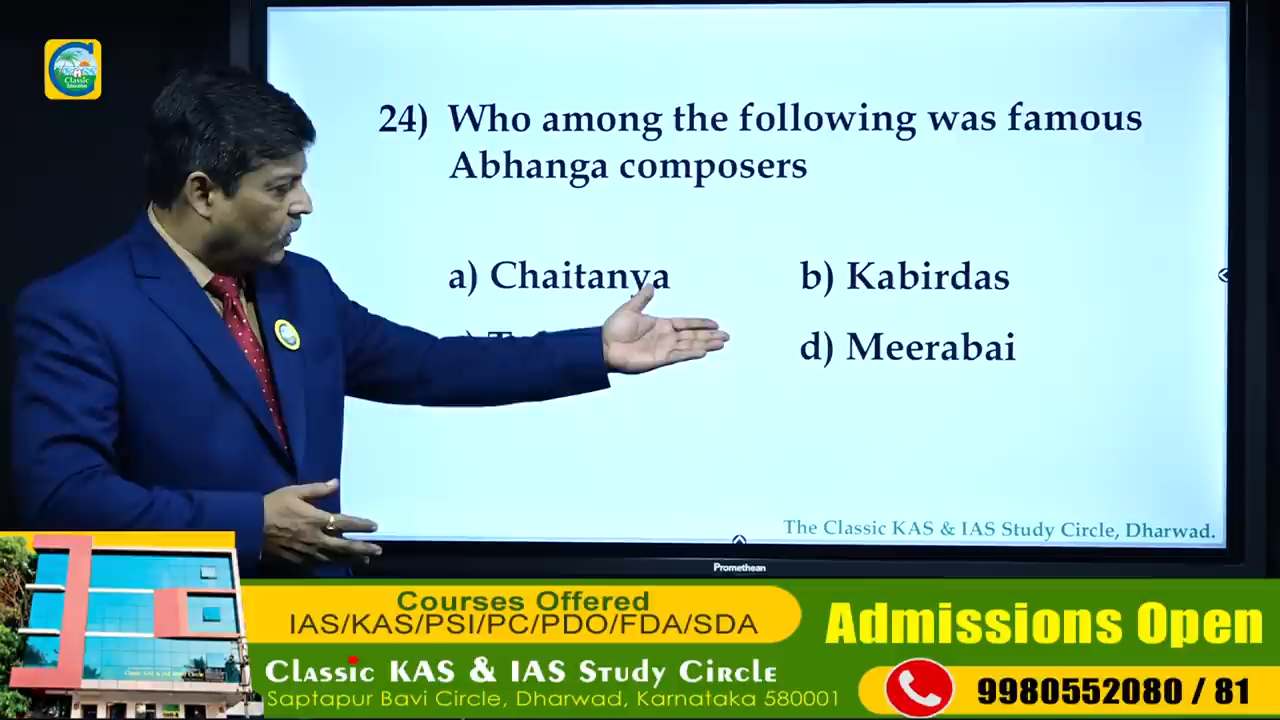 Classic
Education
24) Who among the following was famous
Abhanga composers
a) Chaitanya b) Kabirdas
d) Meerabai
The Classic KAS & IAS Study Circle, Dharwad.
Promethean
Courses Offered
IAS/KAS/PSI/PC/PDO/FDA/SDA
Classic KAS & IAS Study Circle
Saptapur Bavi Circle, Dharwad, Karnataka 580001
Admissions Open
9980552080 / 81